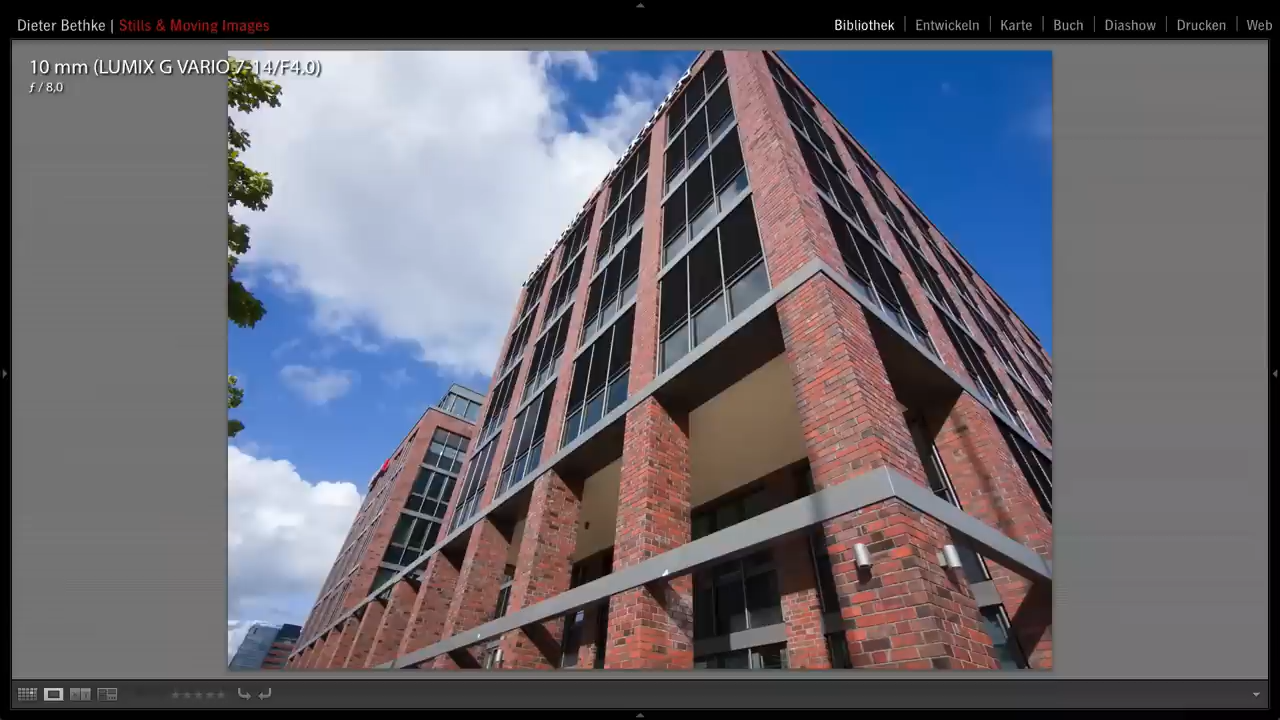 Dieter Bethke | Stills & Moving Images
Bibliothek | Entwickeln | Karte | Buch | Diashow | Drucken | Web
10 mm (LUMIX G VARIO 7-14/F4.0)
ƒ / 8,0